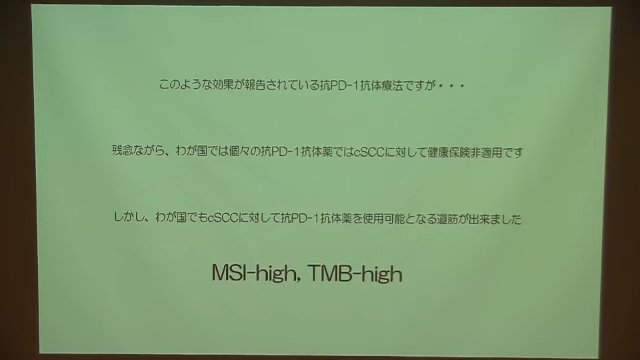 このような効果が報告されている抗PD-1抗体療法ですが・・・
残念ながら、わが国では個々の抗PD-1抗体薬ではcSCCに対して健康保険非適用です
しかし、わが国でもcSCCに対して抗PD-1抗体薬を使用可能となる道筋が出来ました
MSI-high, TMB-high